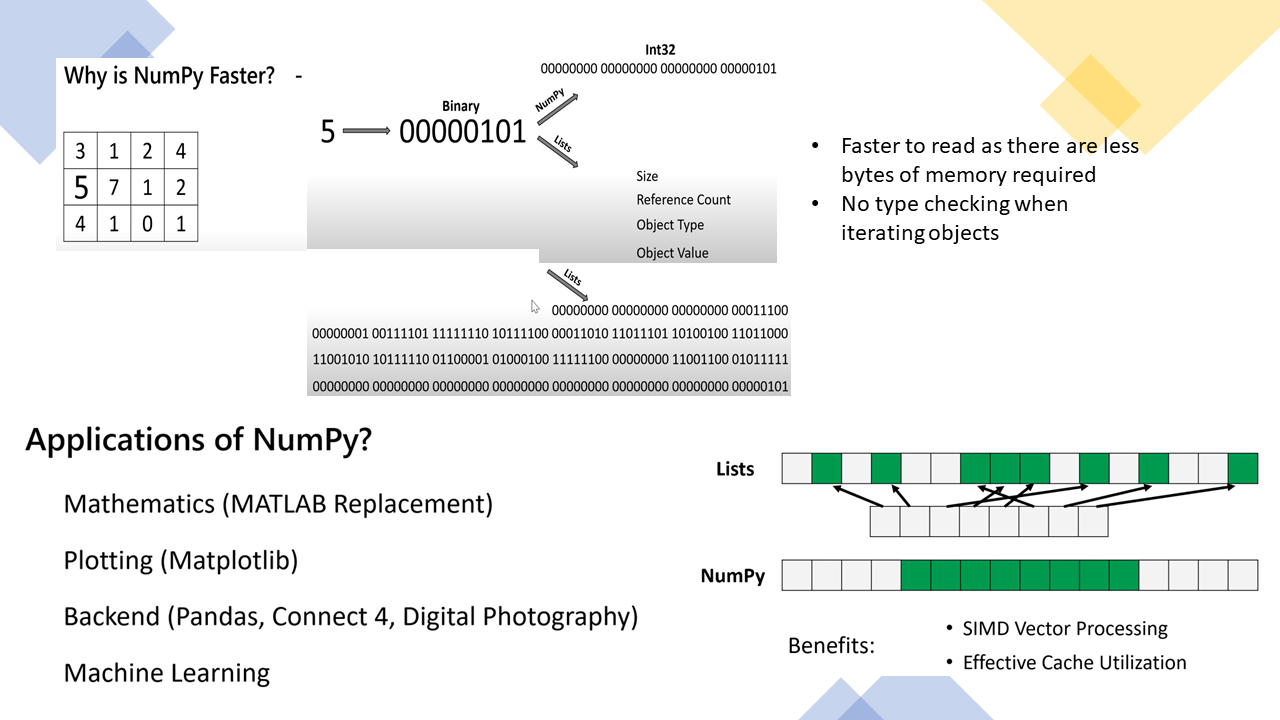 Why is NumPy Faster? -
3 1 2 4
5 7 1 2
4 1 0 1
Int32
00000000 00000000 00000000 00000101
Binary
5 00000101
NumPy
Lists
Size
Reference Count
Object Type
Object Value
Lists
00000000 00000000 00000000 00011100
00000001 00111101 11111110 10111100 00011010 11011101 10100100 11011000
11001010 10111110 01100001 01000100 11111100 00000000 11001100 01011111
00000000 00000000 00000000 00000000 00000000 00000000 00000000 00000101
• Faster to read as there are less
bytes of memory required
• No type checking when
iterating objects
Applications of NumPy?
Mathematics (MATLAB Replacement)
Plotting (Matplotlib)
Backend (Pandas, Connect 4, Digital Photography)
Machine Learning
Lists
NumPy
Benefits:
• SIMD Vector Processing
• Effective Cache Utilization